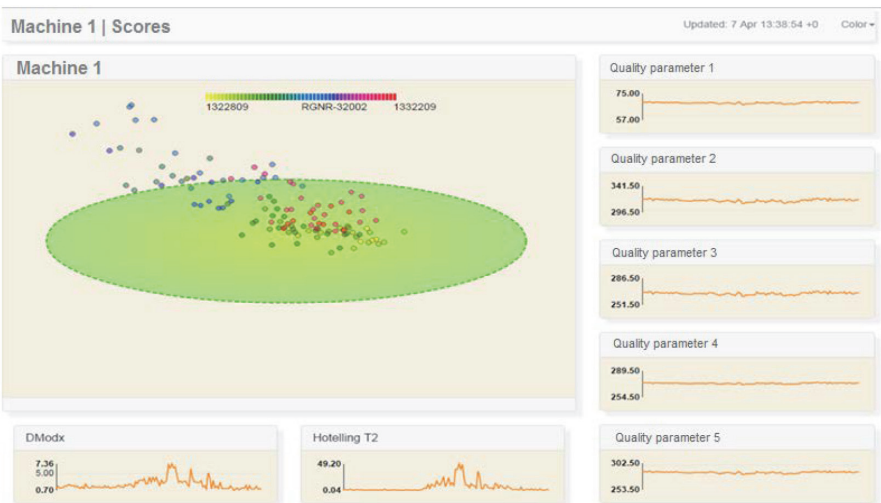 Machine 1 | Scores
Updated: 7 Apr 13:38:54 +0
Color
Machine 1
1322809
RGNR-32002
1332209
Quality parameter 1
75.00
57.00
Quality parameter 2
341.50
296.50
Quality parameter 3
286.50
251.50
Quality parameter 4
289.50
254.50
DModx
7.36
5.00
0.70
Hotelling T2
49.20
0.04
Quality parameter 5
302.50
253.50